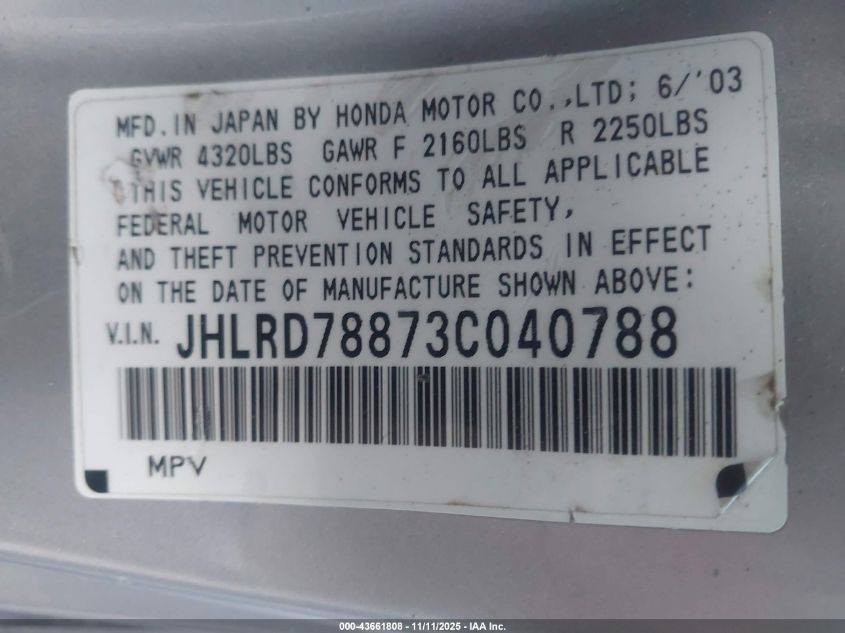 MFD. IN JAPAN BY HONDA MOTOR CO.,LTD; 6/'03
GVWR 4320LBS GAWR F 2160LBS R 2250LBS
THIS VEHICLE CONFORMS TO ALL APPLICABLE
FEDERAL MOTOR VEHICLE SAFETY,
AND THEFT PREVENTION STANDARDS IN EFFECT
ON THE DATE OF MANUFACTURE SHOWN ABOVE:
V.I.N. JHLRD78873C040788
MPV
000-43661808 - 11/11/2025 - IAA Inc.